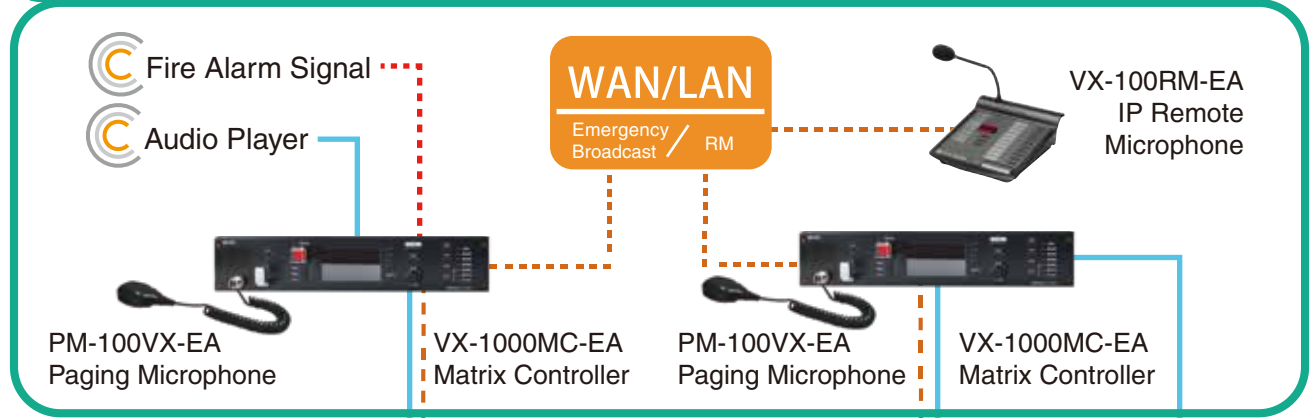 Fire Alarm Signal
Audio Player
WAN/LAN
Emergency
Broadcast / RM
VX-100RM-EA
IP Remote
Microphone
PM-100VX-EA
Paging Microphone
VX-1000MC-EA
Matrix Controller
PM-100VX-EA
Paging Microphone
VX-1000MC-EA
Matrix Controller